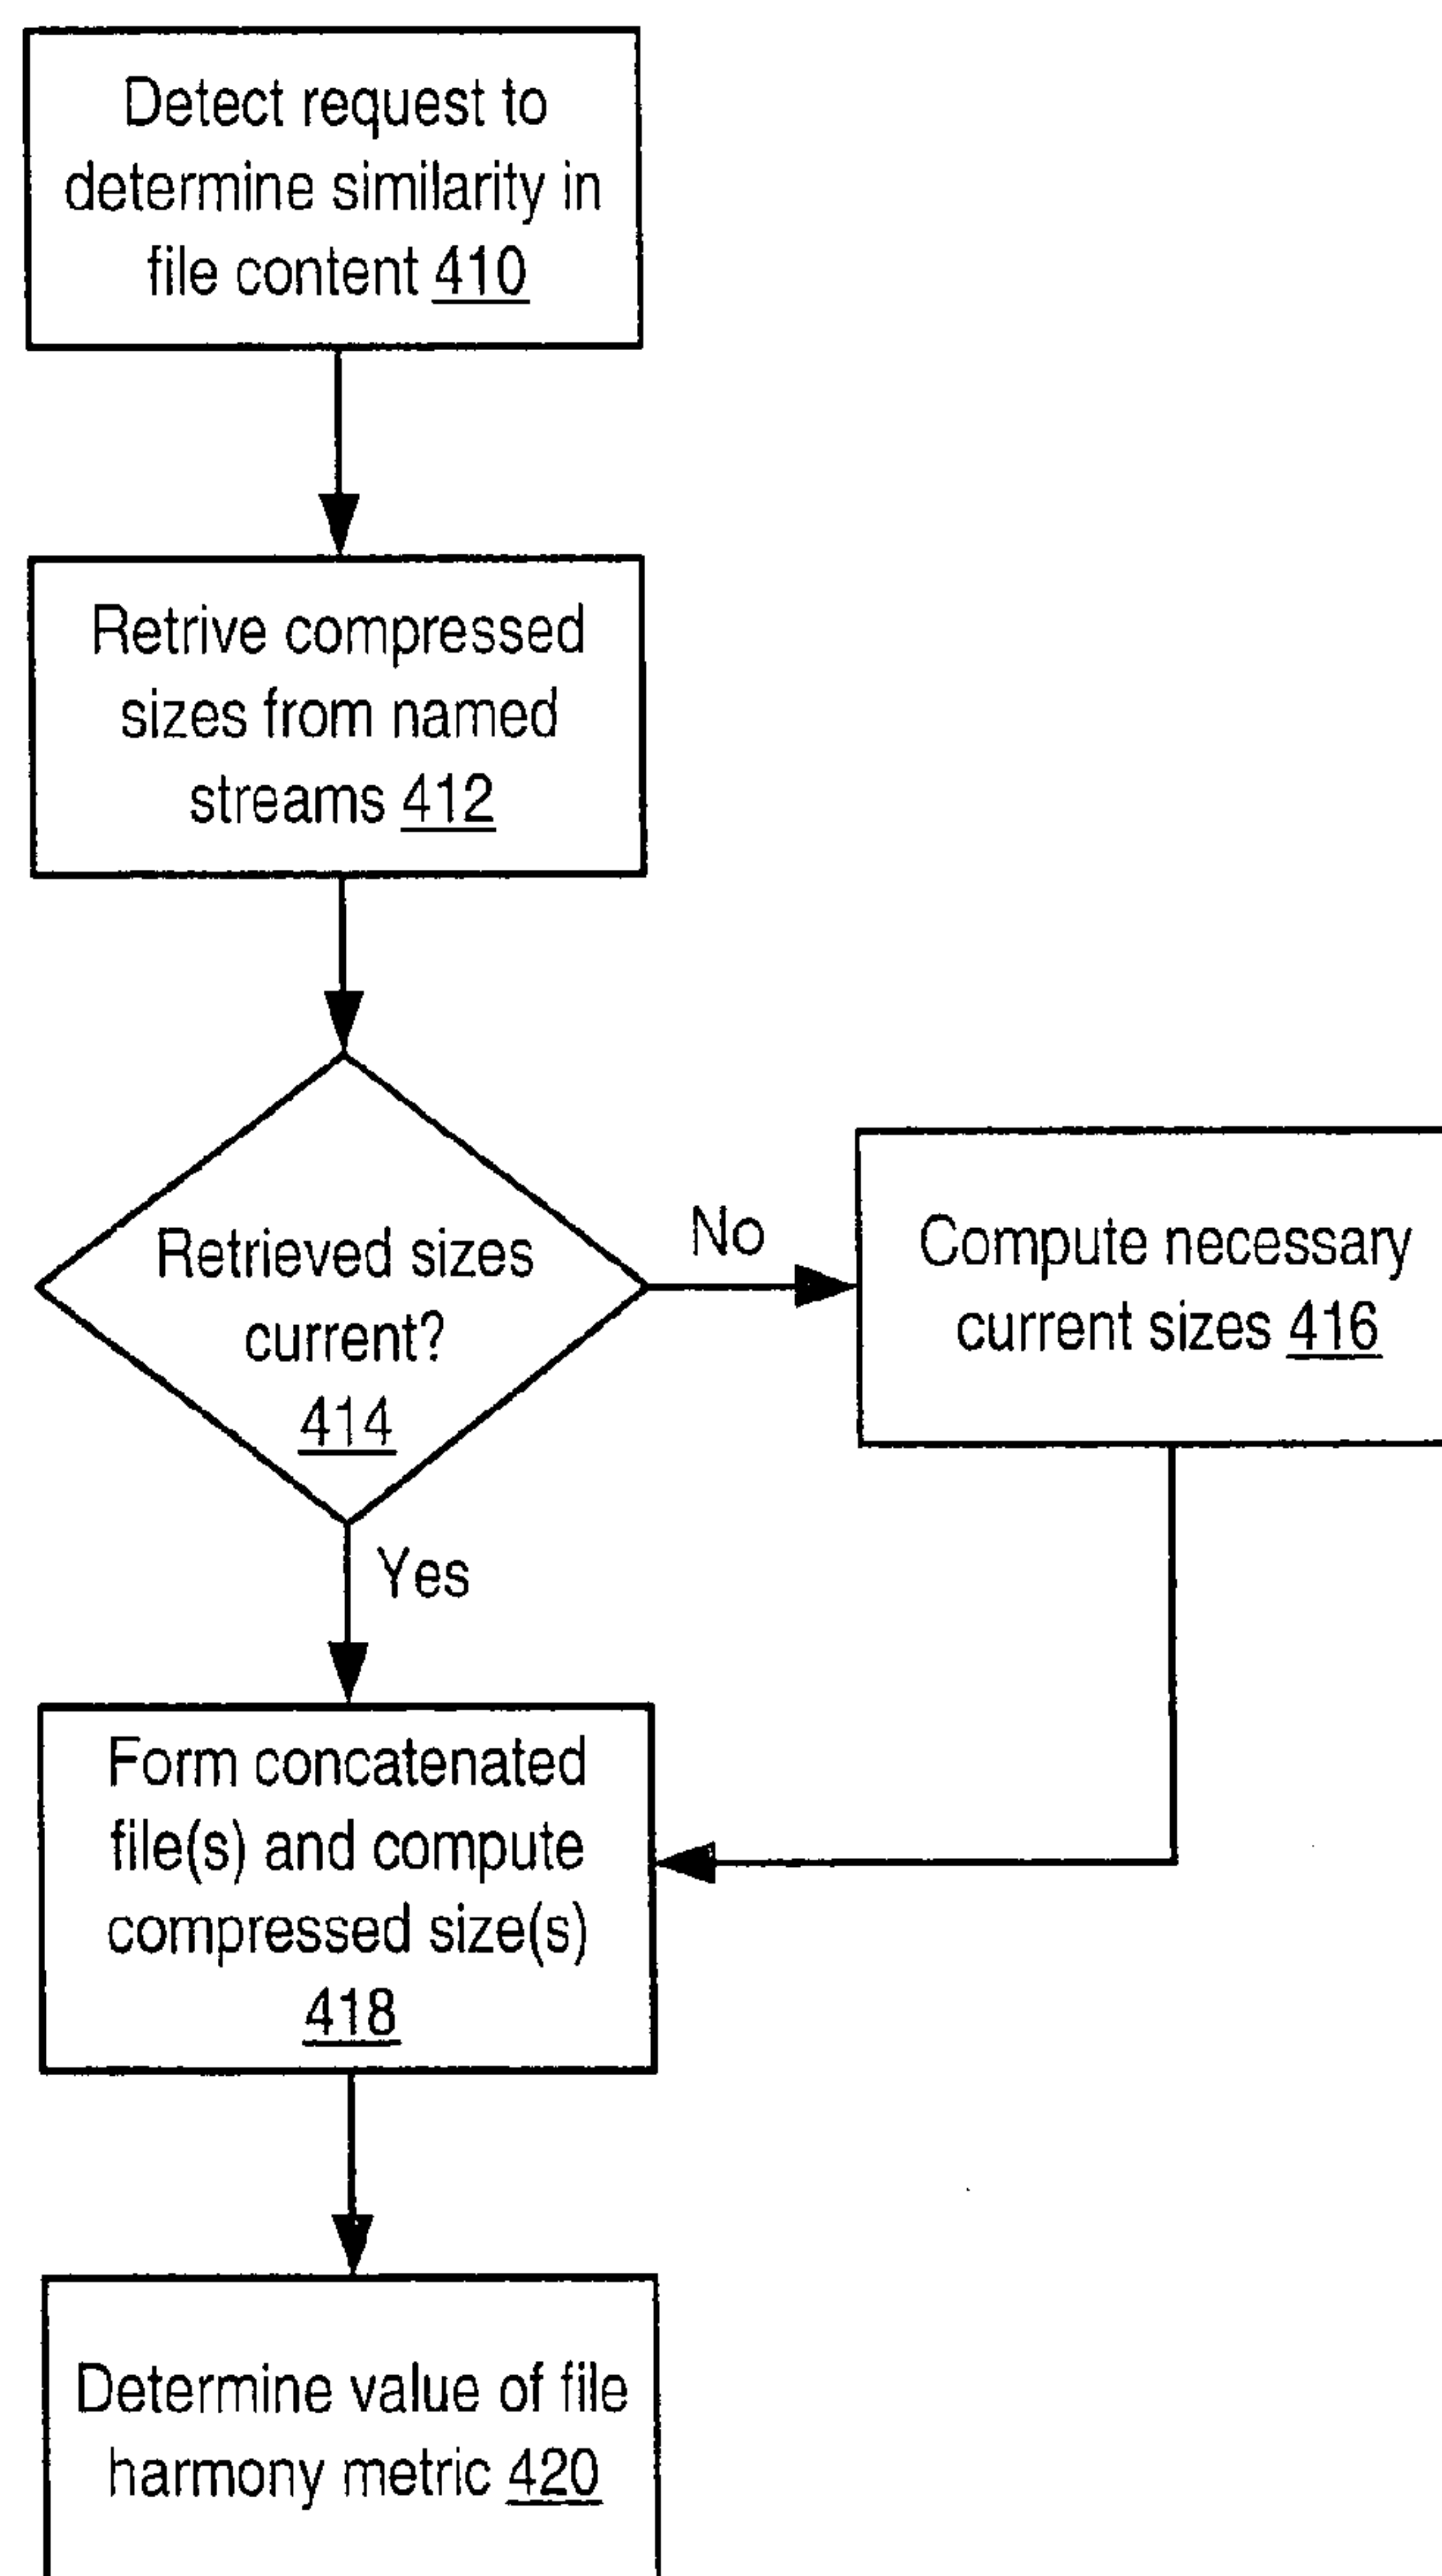 Detect request to
determine similarity in
file content 410
Retrive compressed
sizes from named
streams 412
Retrieved sizes
current?
414
No
Compute necessary
current sizes 416
Yes
Form concatenated
file(s) and compute
compressed size(s)
418
Determine value of file
harmony metric 420